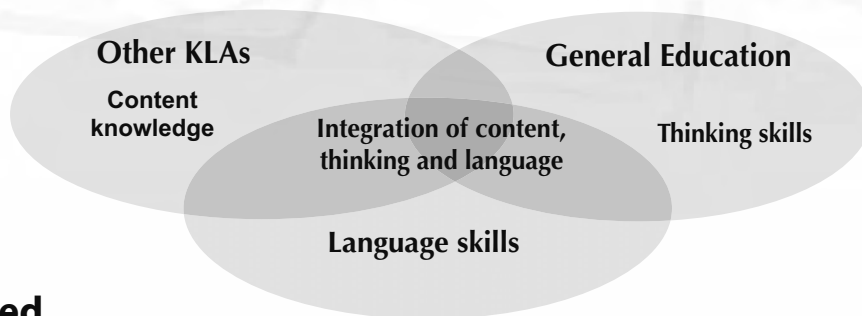 Other KLAs
General Education
Content
knowledge
Integration of content,
thinking and language
Thinking skills
Language skills